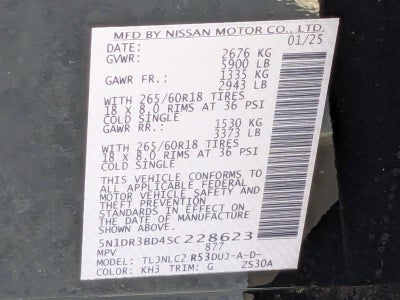 MFD BY NISSAN MOTOR CO., LTD.
DATE: 01/25
GVWR: 2676 KG
5900 LB
GAWR FR.: 1335 KG
2943 LB
WITH 265/60R18 TIRES
18 X 8.0 RIMS AT 36 PSI
COLD SINGLE
GAWR RR.: 1530 KG
3373 LB
WITH 265/60R18 TIRES
18 X 8.0 RIMS AT 36 PSI
COLD SINGLE
THIS VEHICLE CONFORMS TO
ALL APPLICABLE FEDERAL
MOTOR VEHICLE SAFETY AND
THEFT PREVENTION
STANDARDS IN EFFECT ON
THE DATE OF MANUFACTURE
SHOWN ABOVE.
5N1DR3BD4SC228623
MPV 877
MODEL: TLJNLC2 R53DUJ-A-D-
COLOR: KH3 TRIM: G ZS30A